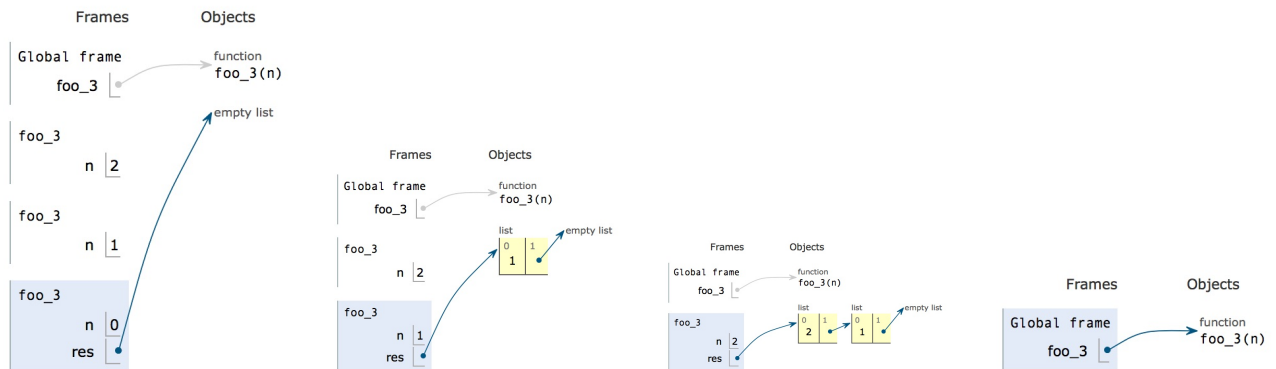 Frames Objects
Global frame
function
foo_3
foo_3(n)
empty list
foo_3
n 2
foo_3
n 1
foo_3
n 0
res
Frames Objects
Global frame
function
foo_3
foo_3(n)
list
empty list
0 1
1
foo_3
n 2
foo_3
n 1
res
Frames Objects
Global frame
function
foo_3
foo_3(n)
list list empty list
0 1 0 1
2 1
foo_3
n 2
res
Frames Objects
Global frame
function
foo_3
foo_3(n)